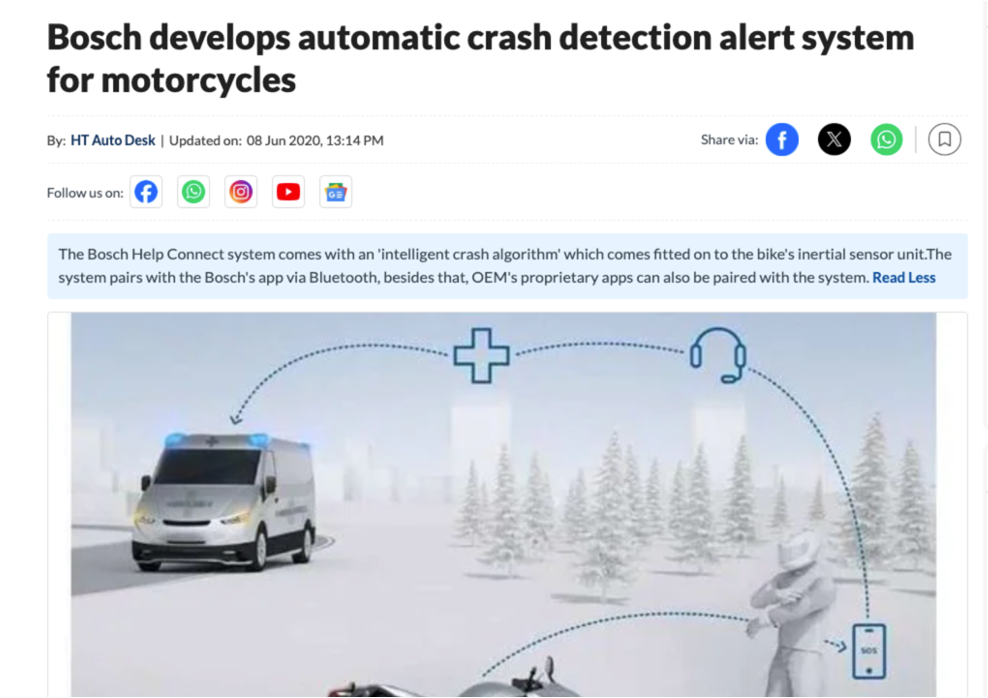 Bosch develops automatic crash detection alert system
for motorcycles
By: HT Auto Desk | Updated on: 08 Jun 2020, 13:14 PM
Share via:
Follow us on:
GE
The Bosch Help Connect system comes with an 'intelligent crash algorithm' which comes fitted on to the bike's inertial sensor unit.The
system pairs with the Bosch's app via Bluetooth, besides that, OEM's proprietary apps can also be paired with the system. Read Less
SOS